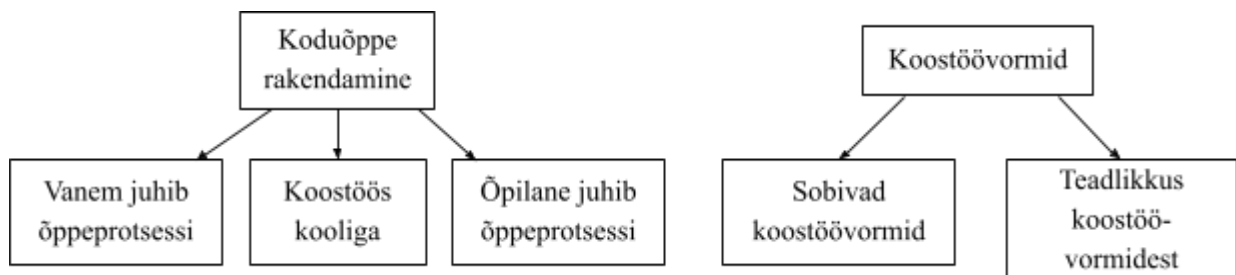 Koduõppe
rakendamine
Koostöövormid
Vanem juhib
õppeprotsessi
Koostöös
kooliga
Õpilane juhib
õppeprotsessi
Sobivad
koostöövormid
Teadlikkus
koostöö-
vormidest